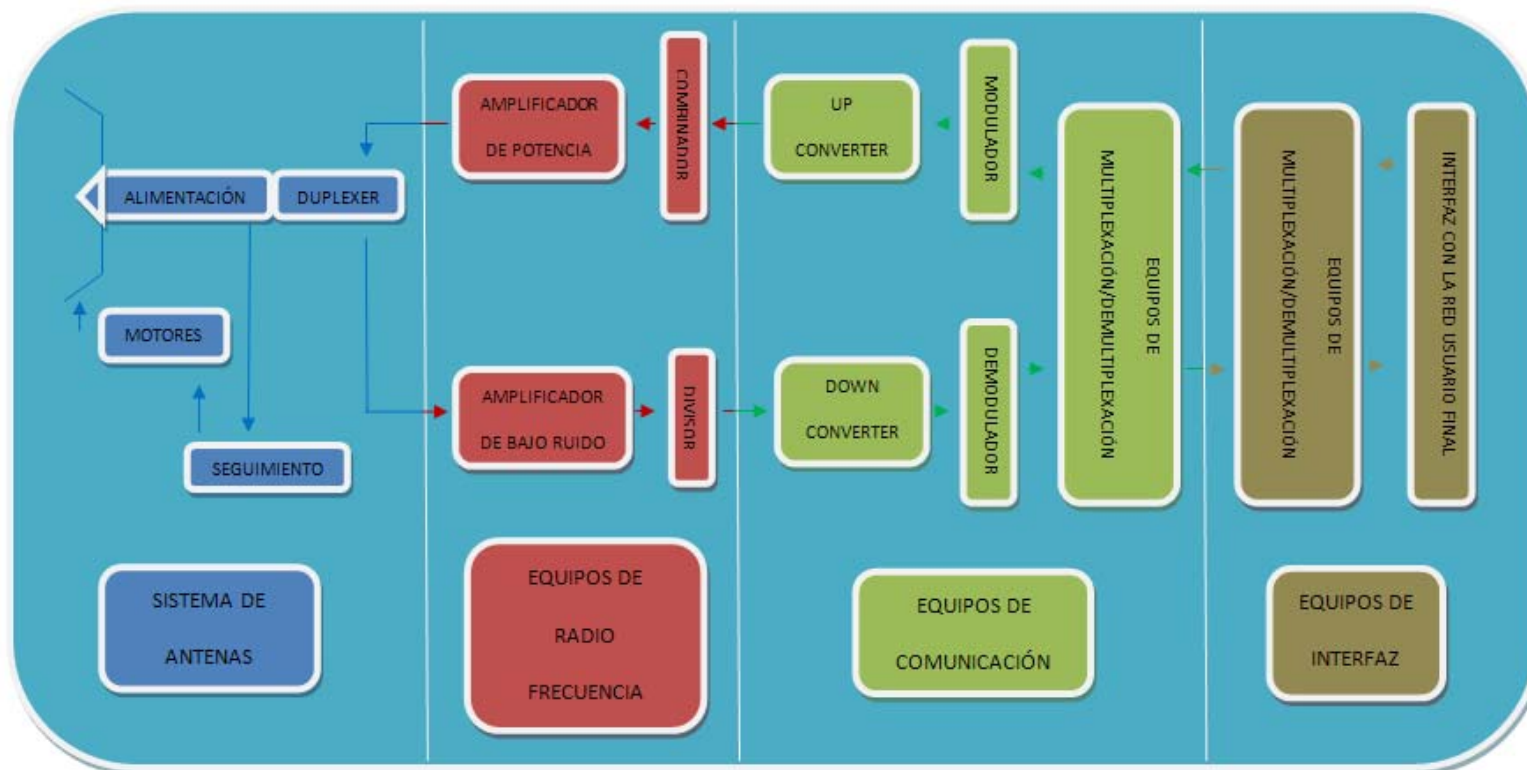 AMPLIFICADOR
DE POTENCIA
COMBINADOR
UP
CONVERTER
MODULADOR
EQUIPOS DE
MULTIPLEXACIÓN/DEMULTIPLEXACIÓN
EQUIPOS DE
MULTIPLEXACIÓN/DEMULTIPLEXACIÓN
INTERFAZ CON LA RED USUARIO FINAL
ALIMENTACIÓN
DUPLEXER
MOTORES
SEGUIMIENTO
AMPLIFICADOR
DE BAJO RUIDO
DIVISOR
DOWN
CONVERTER
DEMODULADOR
SISTEMA DE
ANTENAS
EQUIPOS DE
RADIO
FRECUENCIA
EQUIPOS DE
COMUNICACIÓN
EQUIPOS DE
INTERFAZ